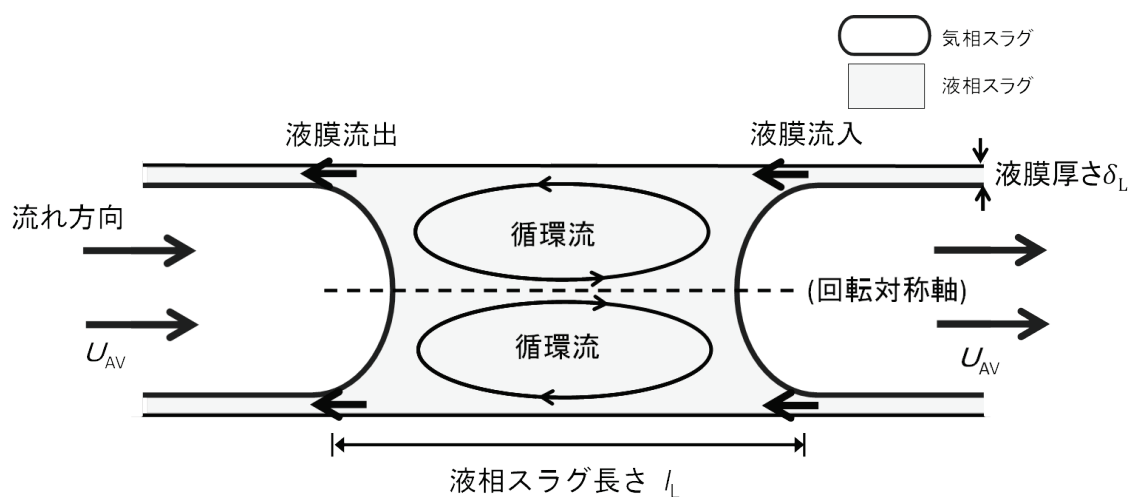 気相スラグ
液相スラグ
液膜流出
液膜流入
液膜厚さδL
流れ方向
循環流
(回転対称軸)
循環流
UAV
UAV
液相スラグ長さ lL